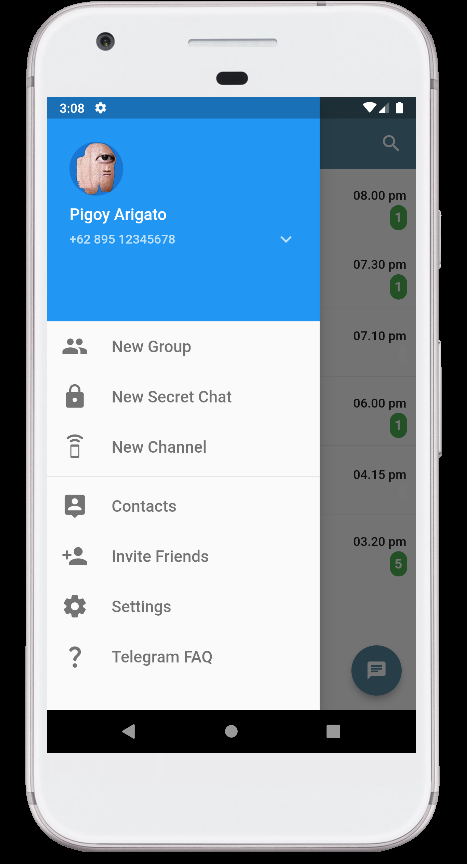 3:08
Pigoy Arigato
+62 895 12345678
New Group
New Secret Chat
New Channel
Contacts
Invite Friends
Settings
Telegram FAQ
08.00 pm
1
07.30 pm
1
07.10 pm
06.00 pm
1
04.15 pm
03.20 pm
5